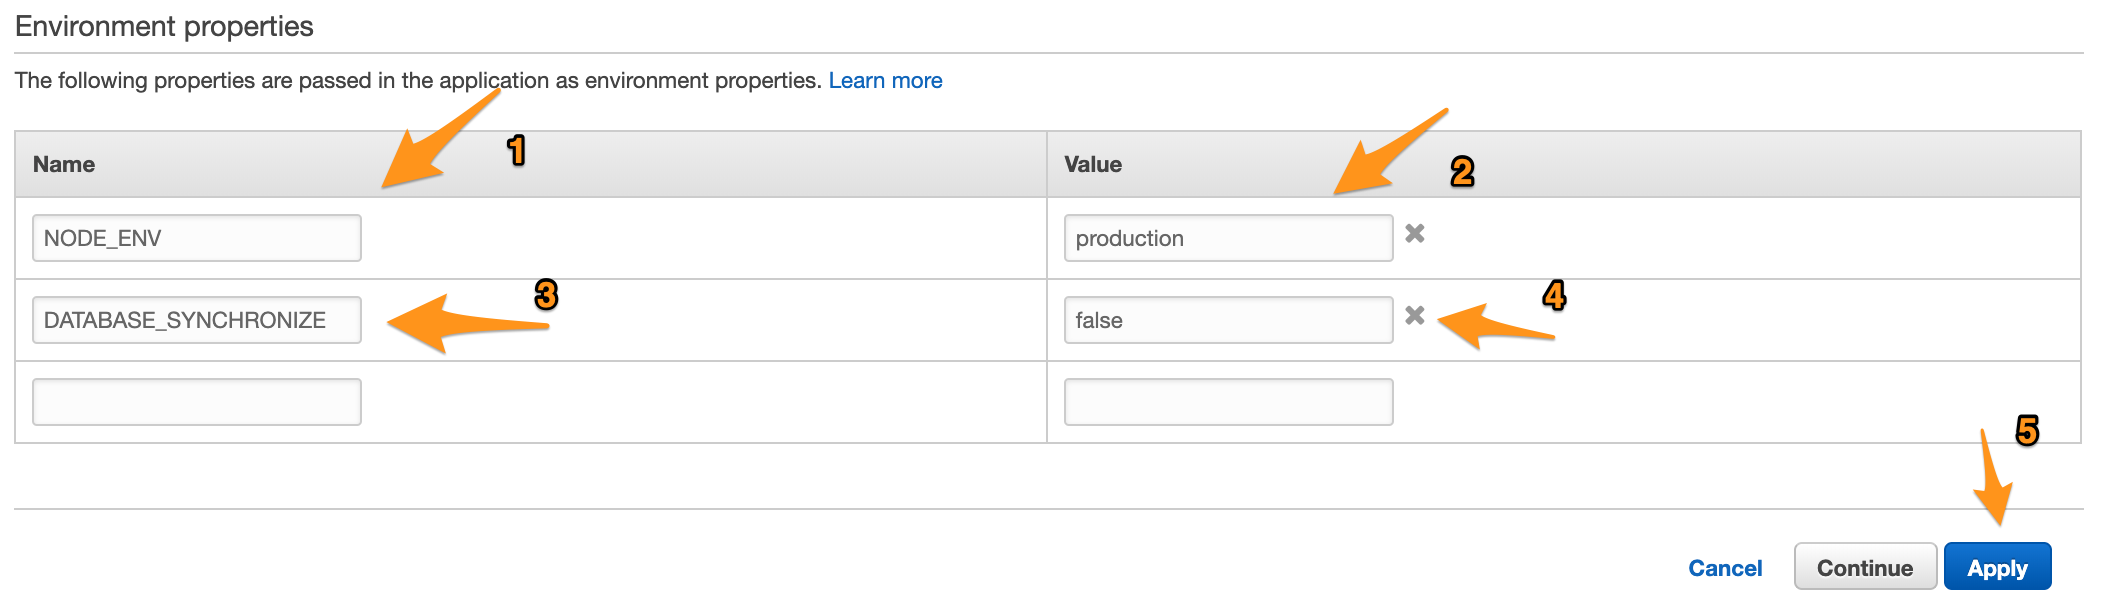 Environment properties
The following properties are passed in the application as environment properties. Learn more
1
2
Name Value
NODE_ENV production
3
4
DATABASE_SYNCHRONIZE false
5
Cancel Continue Apply